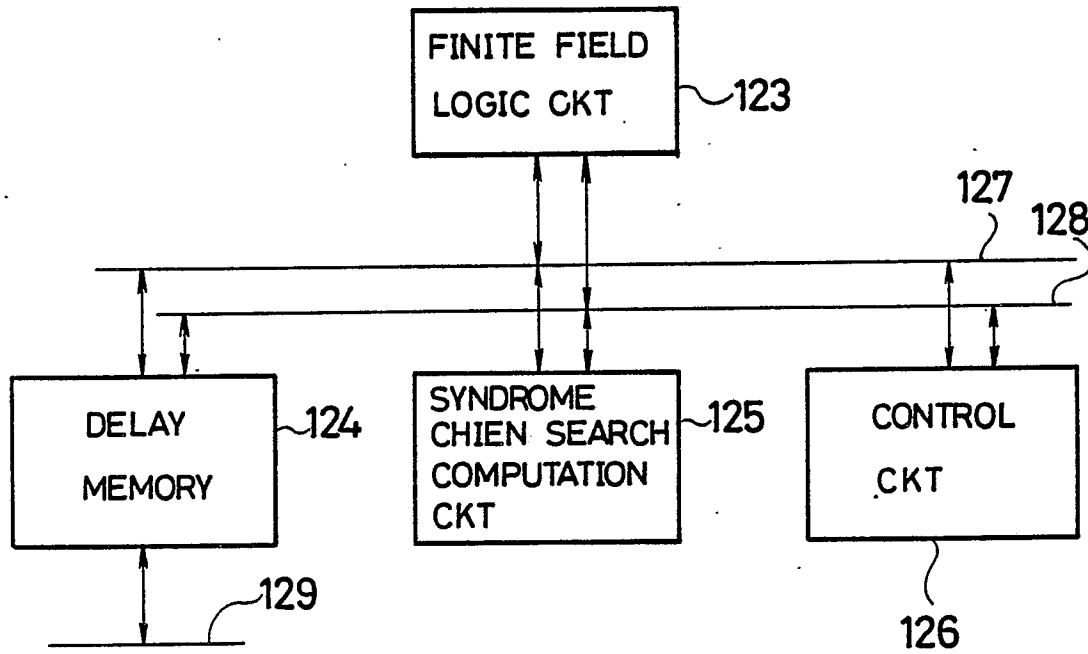 FINITE FIELD
LOGIC CKT
123
127
128
DELAY
MEMORY
124
SYNDROME
CHIEN SEARCH
COMPUTATION
CKT
125
CONTROL
CKT
126
129